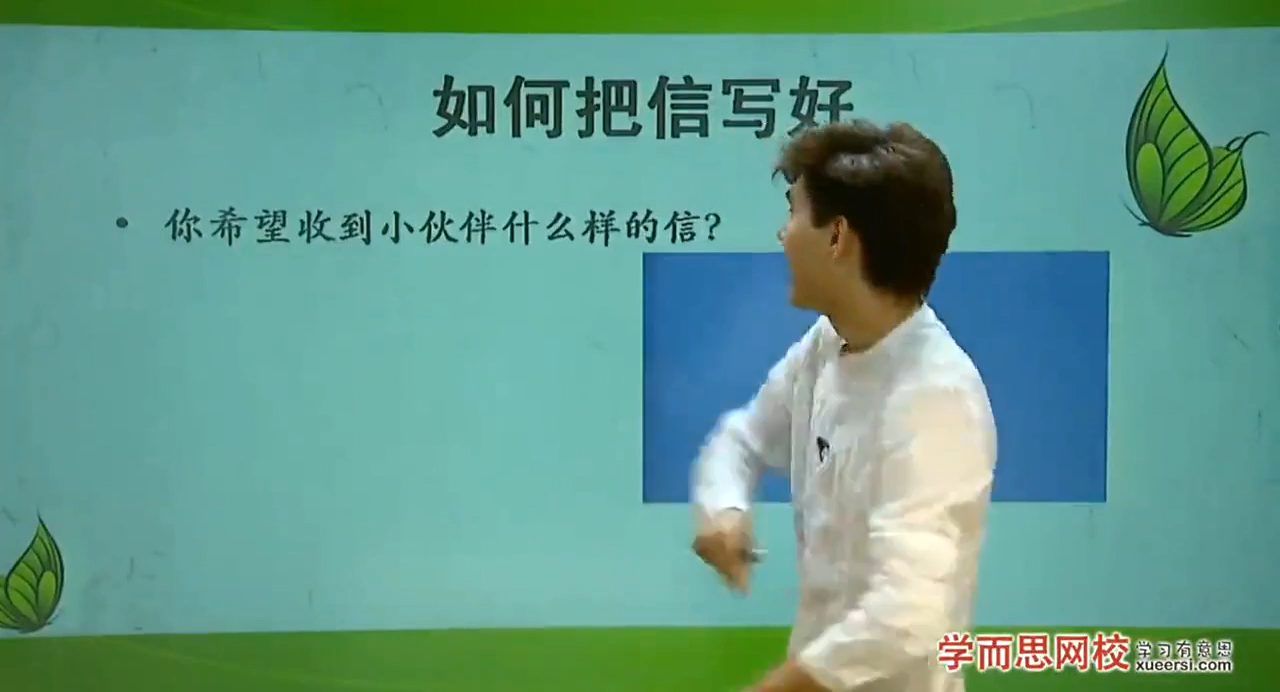 如何把信写好
• 你希望收到小伙伴什么样的信?
学而思网校
学习有意思
xueersi.com